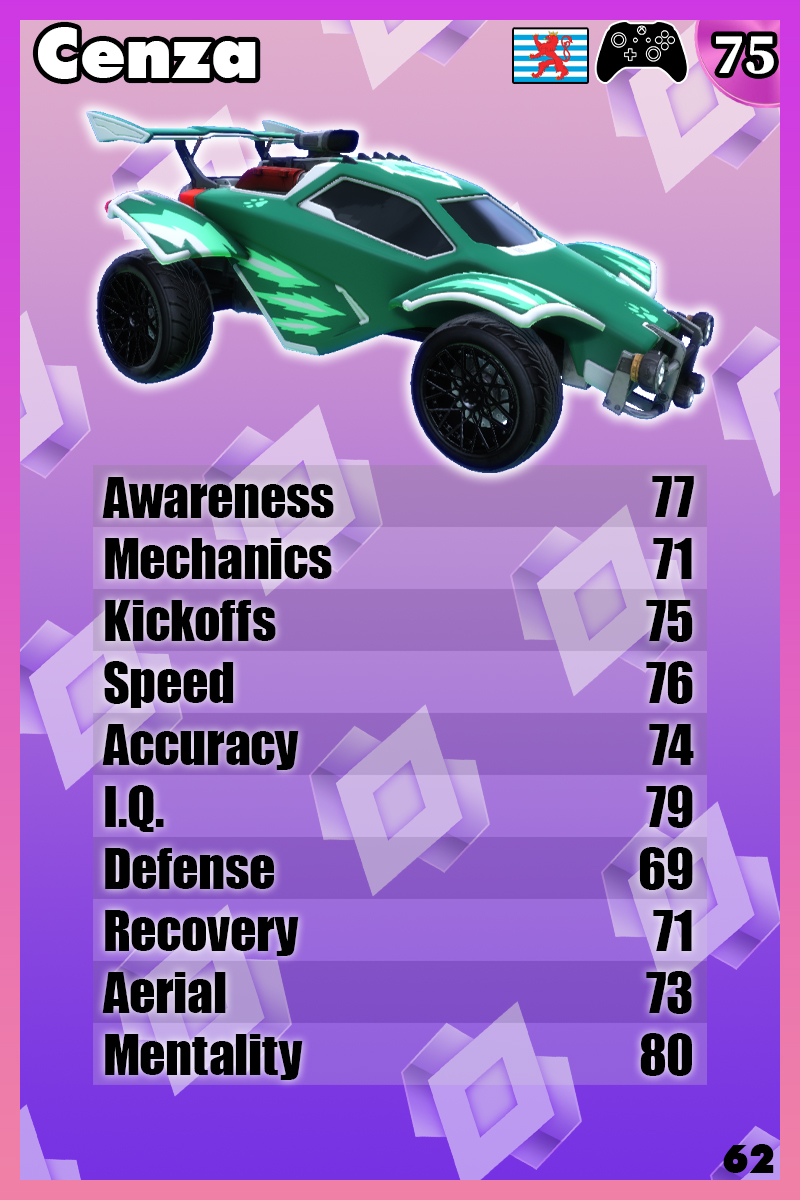 Cenza 75
Awareness 77
Mechanics 71
Kickoffs 75
Speed 76
Accuracy 74
I.Q. 79
Defense 69
Recovery 71
Aerial 73
Mentality 80
62